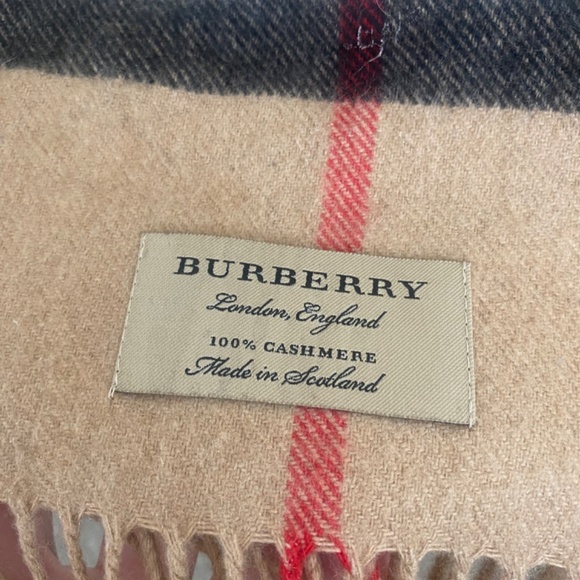 BURBERRY
London, England
100% CASHMERE
Made in Scotland